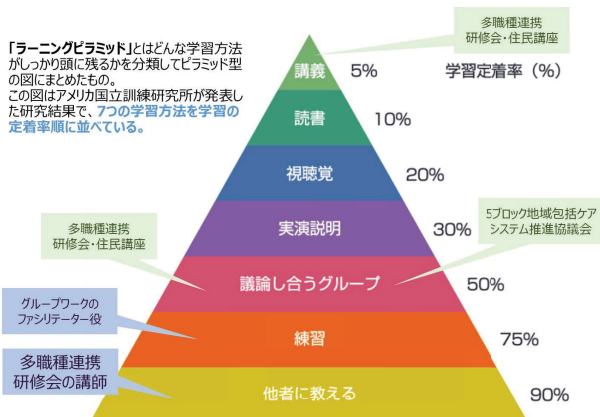 「ラーニングピラミッド」とはどんな学習方法
がしっかり頭に残るかを分類してピラミッド型
の図にまとめたもの。
この図はアメリカ国立訓練研究所が発表し
た研究結果で、7つの学習方法を学習の
定着率順に並べている。
多職種連携
研修会・住民講座
講義
5%
学習定着率（%）
読書
10%
視聴覚
20%
実演説明
30%
5ブロック地域包括ケア
システム推進協議会
多職種連携
研修会・住民講座
議論し合うグループ
50%
グループワークの
ファシリテーター役
練習
75%
多職種連携
研修会の講師
他者に教える
90%